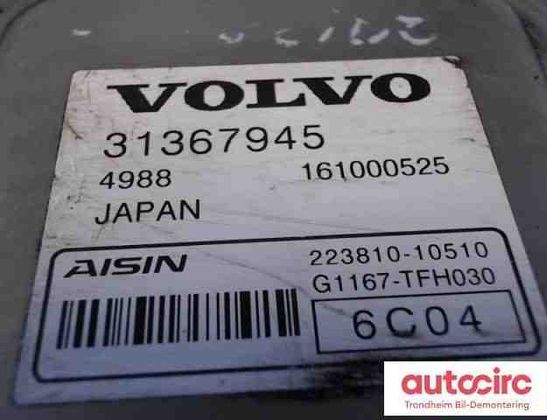 VOLVO
31367945
4988 161000525
JAPAN
AISIN 223810-10510
G1167-TFH030
6C04
autocirc
Trondheim Bil-Demontering